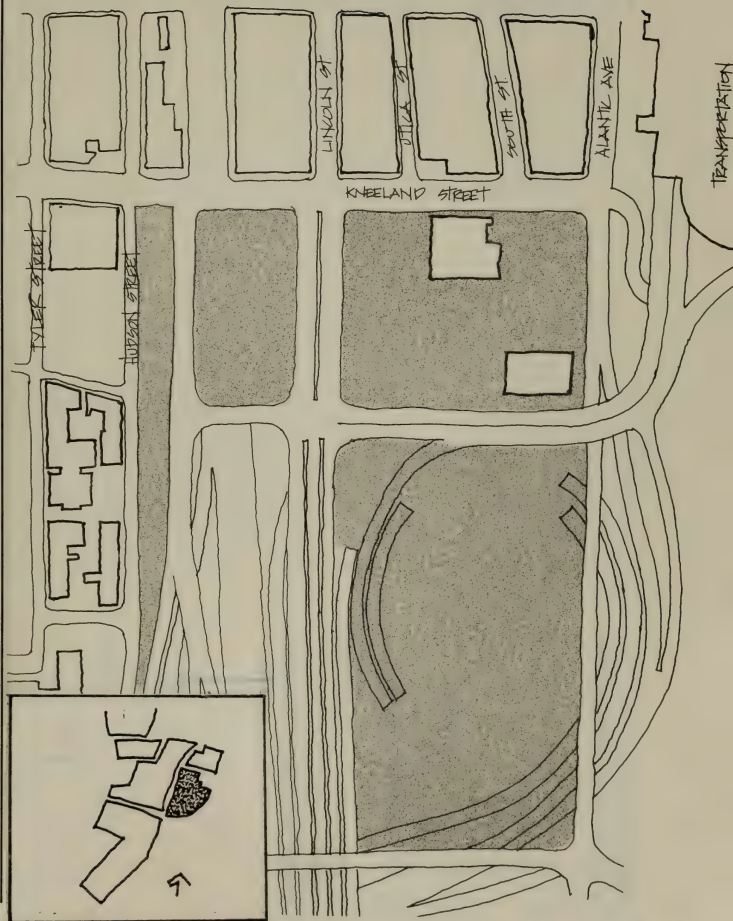 LINCOLN ST
UTICA ST
SOUTH ST.
ALANTIC AVE
TRANSPORTATION
KNEELAND STREET
TYLER STREET
HUDSON STREET